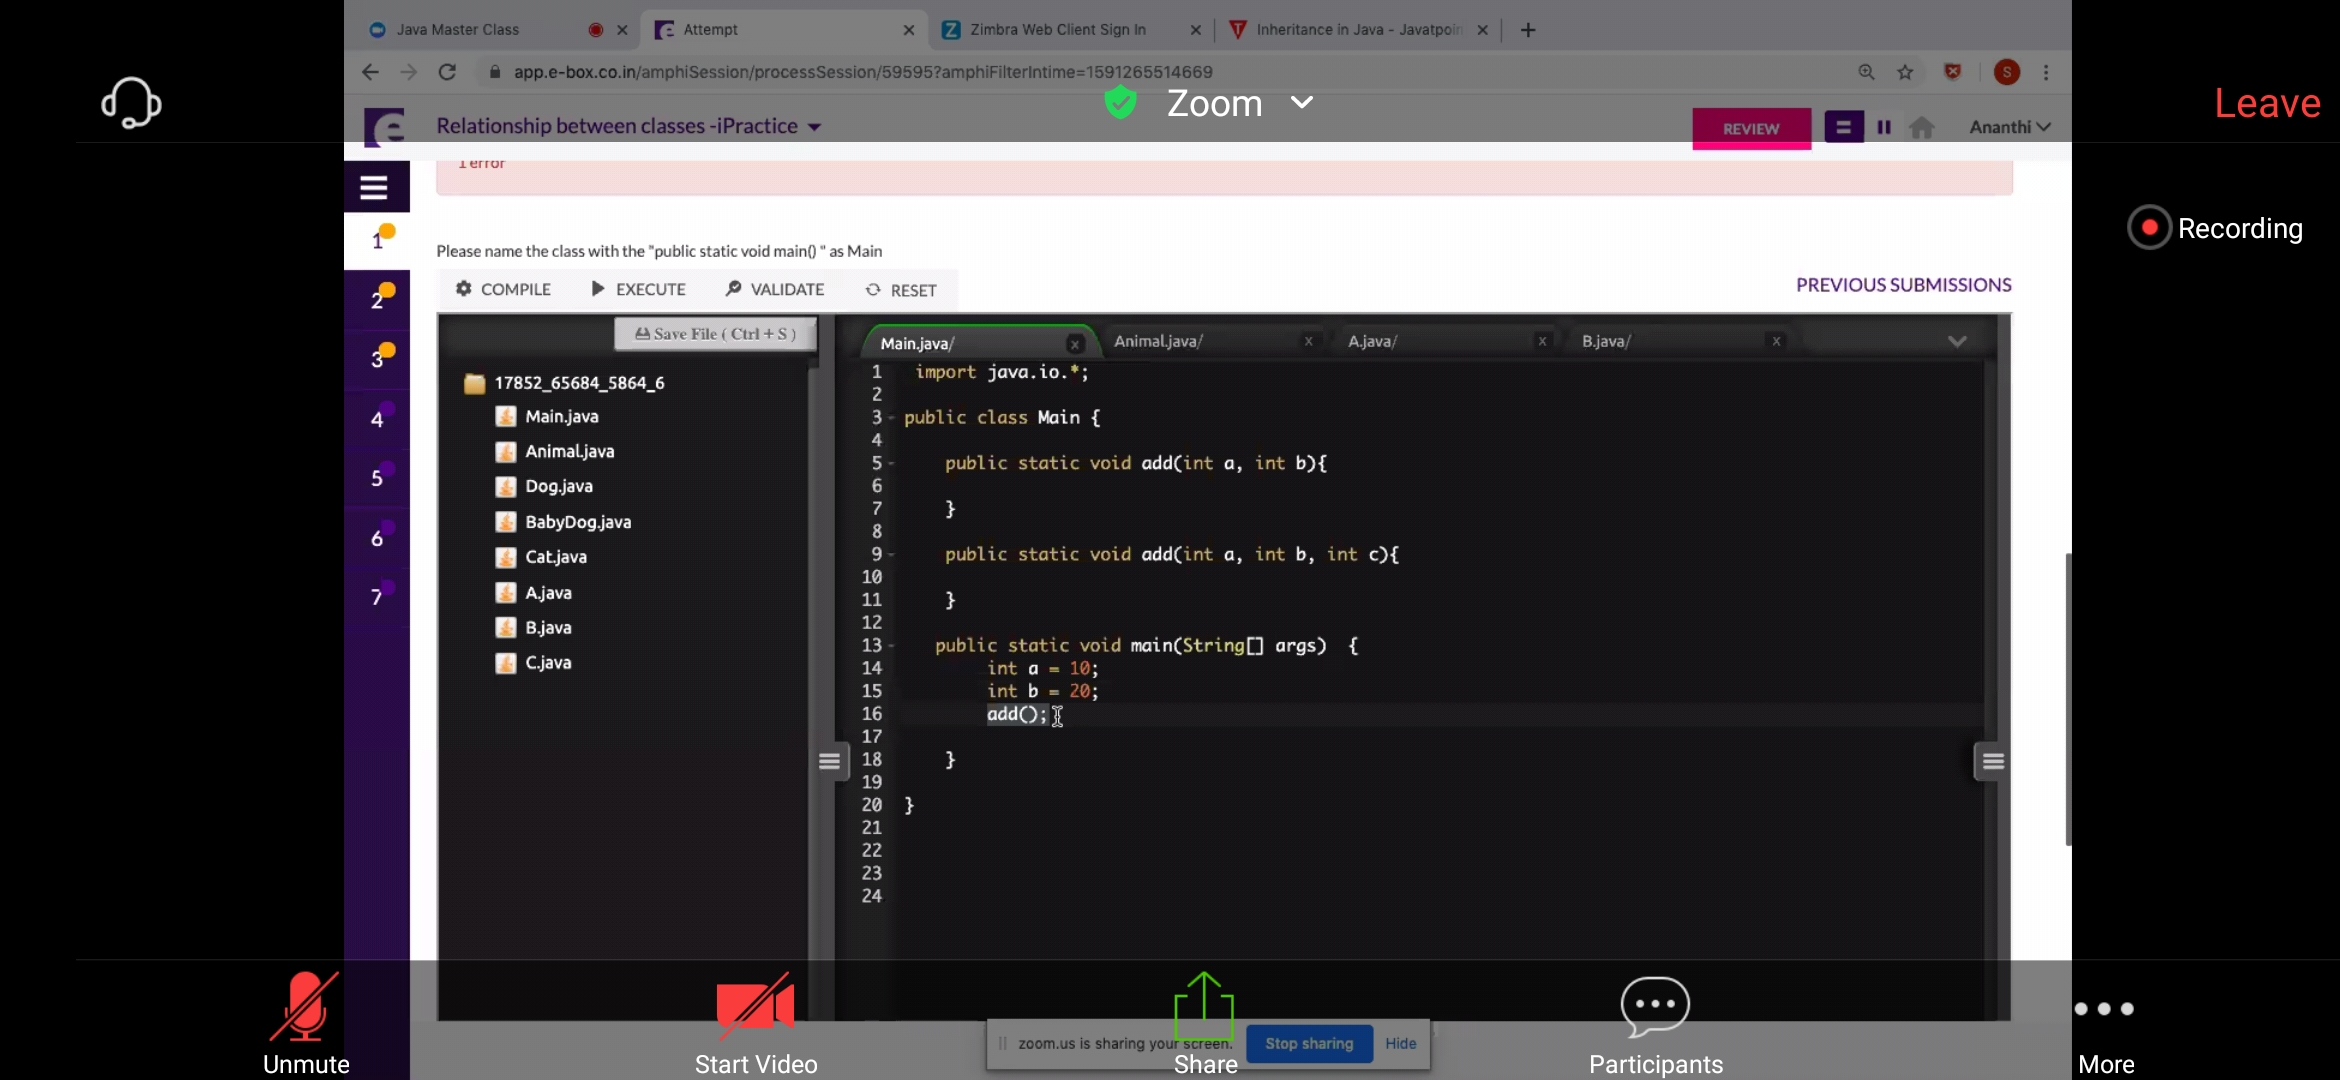 Java Master Class
Attempt
Zimbra Web Client Sign In
Inheritance in Java - Javatpoin
app.e-box.co.in/amphiSession/processSession/59595?amphiFilterIntime=1591265514669
S
Zoom
Leave
Relationship between classes -iPractice
REVIEW
Ananthi
1 error
Recording
1
2
3
4
5
6
7
Please name the class with the "public static void main() " as Main
COMPILE EXECUTE VALIDATE RESET
PREVIOUS SUBMISSIONS
Save File ( Ctrl + S )
17852_65684_5864_6
Main.java
Animal.java
Dog.java
BabyDog.java
Cat.java
A.java
B.java
C.java
Main.java/ x Animal.java/ x A.java/ x B.java/ x
1 import java.io.*;
2
3 public class Main {
4
5 public static void add(int a, int b){
6
7 }
8
9 public static void add(int a, int b, int c){
10
11 }
12
13 public static void main(String[] args) {
14 int a = 10;
15 int b = 20;
16 add();
17
18 }
19
20 }
21
22
23
24
zoom.us is sharing your screen. Stop sharing Hide
Unmute
Start Video
Share
Participants
More